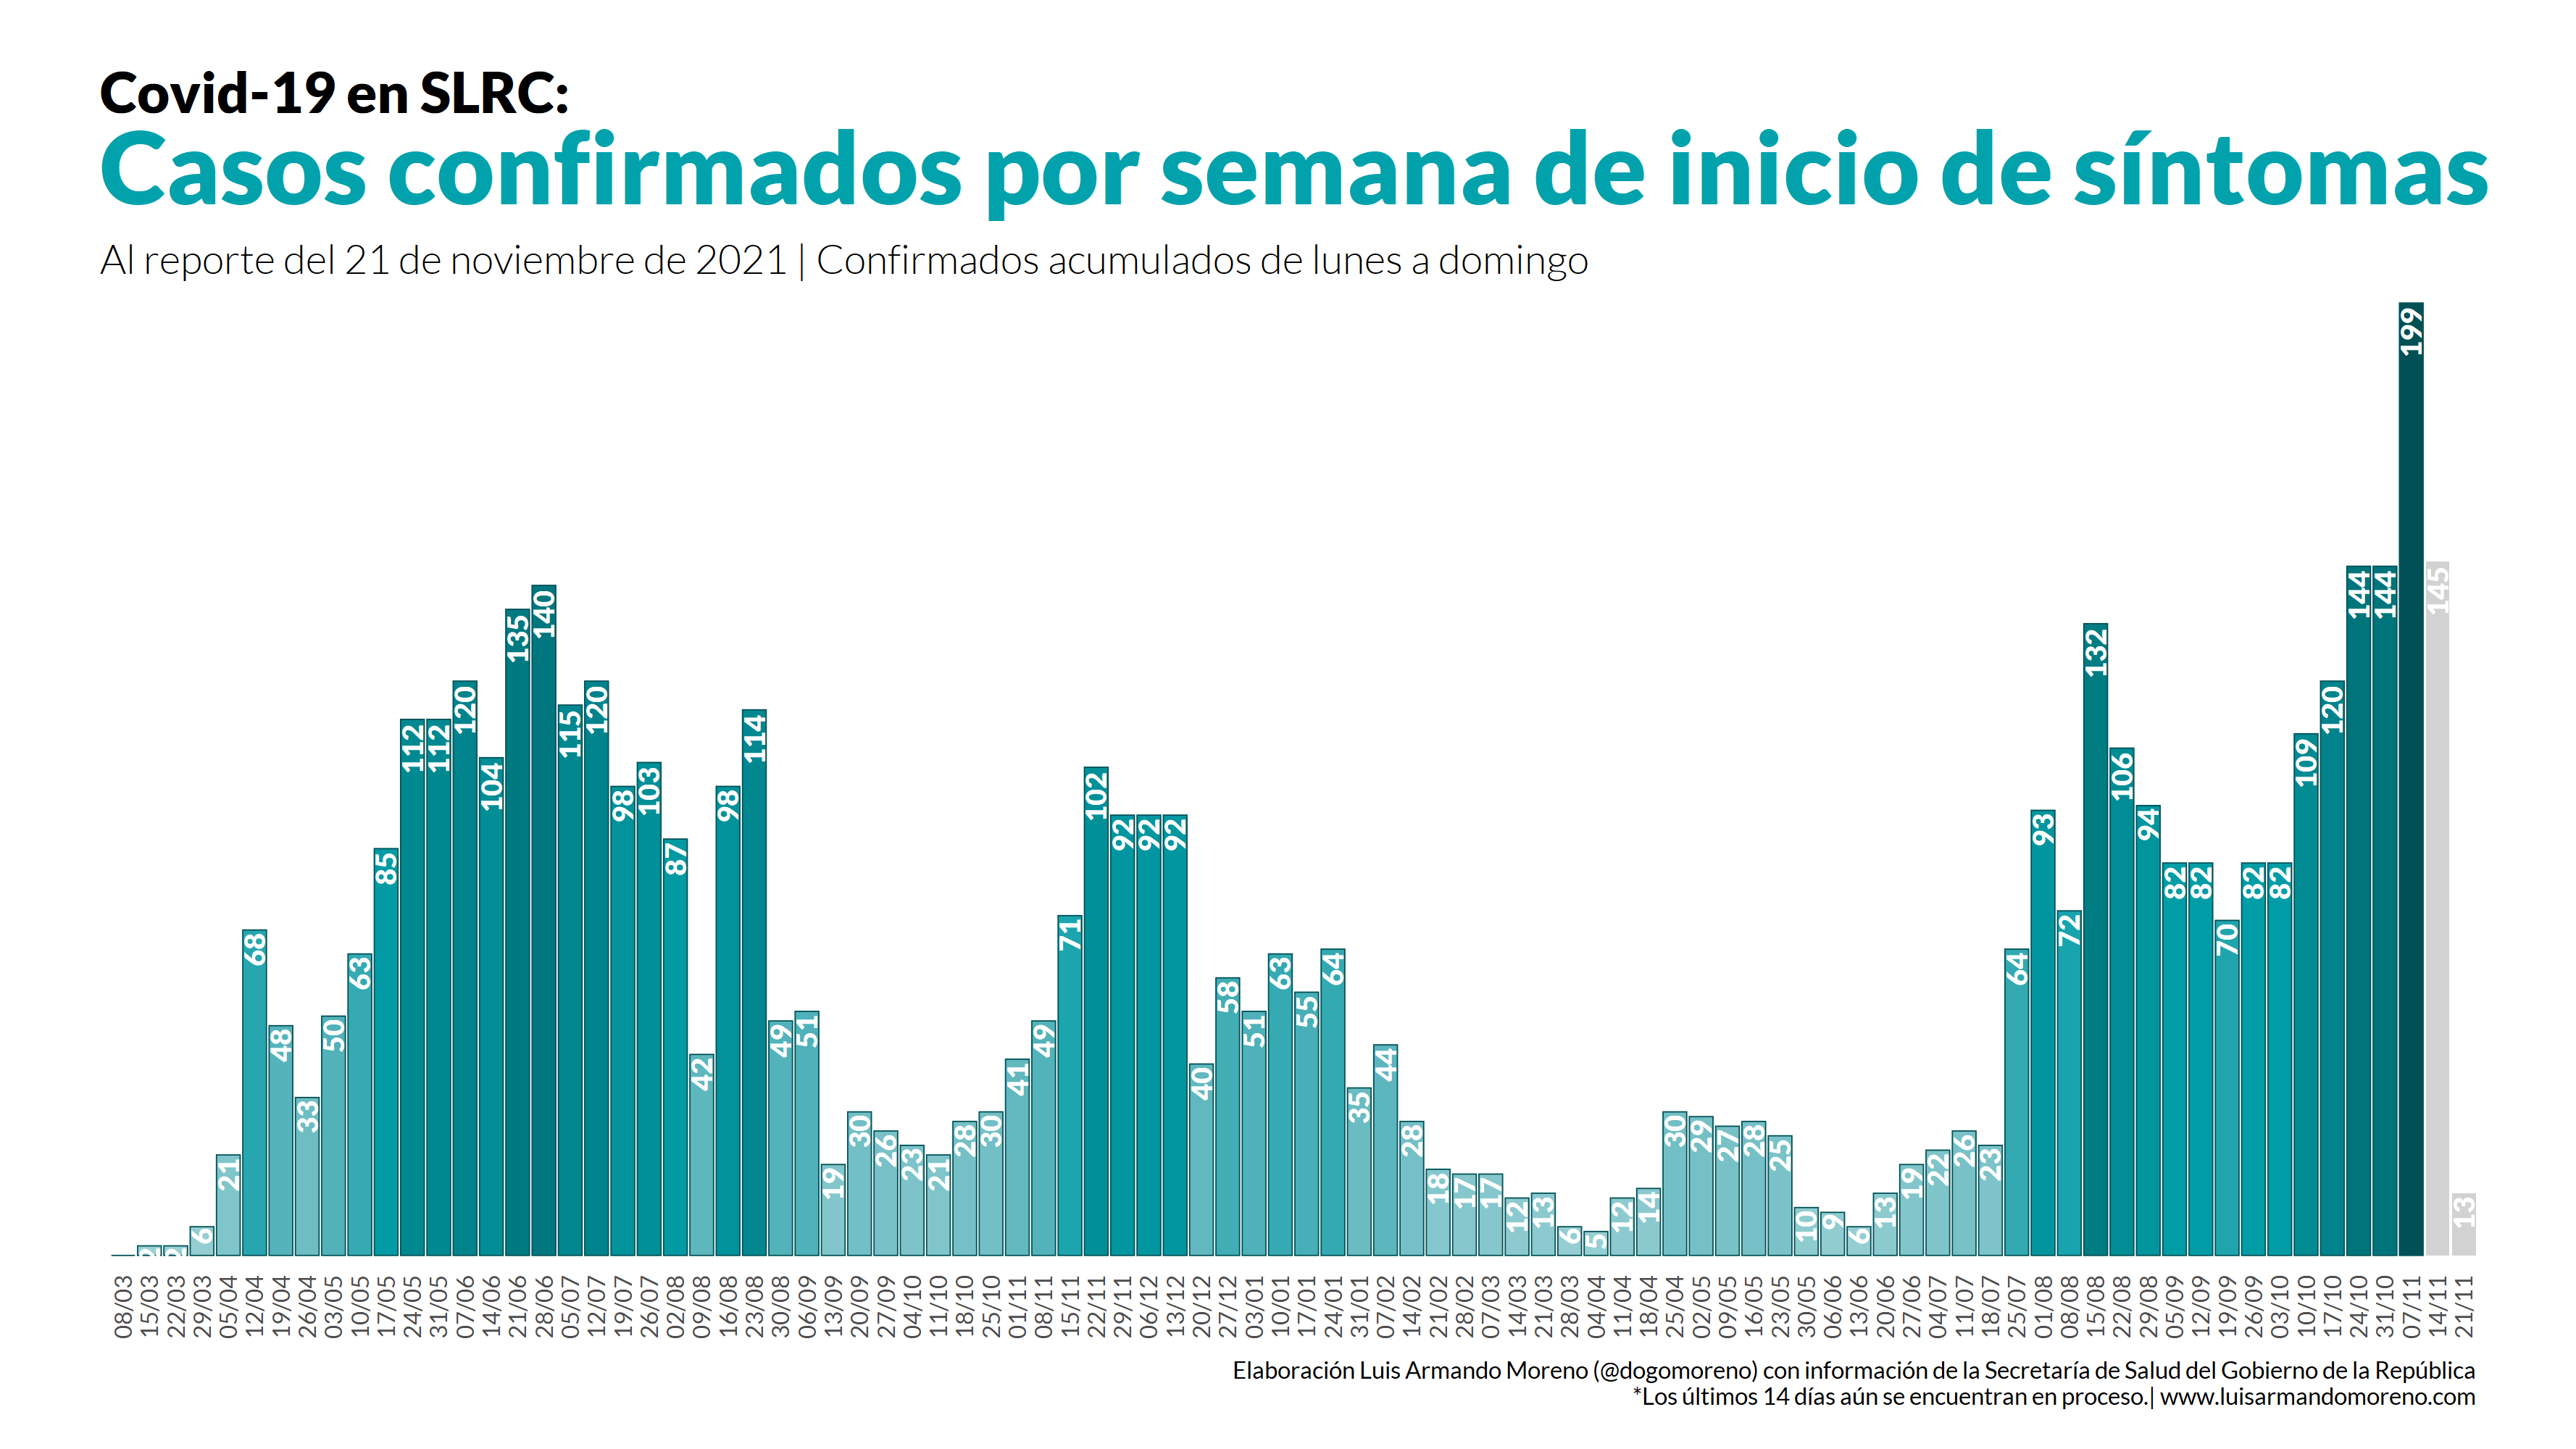 Covid-19 en SLRC:
Casos confirmados por semana de inicio de síntomas
Al reporte del 21 de noviembre de 2021 | Confirmados acumulados de lunes a domingo
2 2 6 21 68 48 33 50 63 85 112 112 120 104 135 140 115 120 98 103 87 42 98 114 49 51 19 30 26 23 21 28 30 41 49 71 102 92 92 92 40 58 51 63 55 64 35 44 28 18 17 17 12 13 6 5 12 14 30 29 27 28 25 10 9 6 13 19 22 26 23 64 93 72 132 106 94 82 82 70 82 82 109 120 144 144 199 145 13
08/03 15/03 22/03 29/03 05/04 12/04 19/04 26/04 03/05 10/05 17/05 24/05 31/05 07/06 14/06 21/06 28/06 05/07 12/07 19/07 26/07 02/08 09/08 16/08 23/08 30/08 06/09 13/09 20/09 27/09 04/10 11/10 18/10 25/10 01/11 08/11 15/11 22/11 29/11 06/12 13/12 20/12 27/12 03/01 10/01 17/01 24/01 31/01 07/02 14/02 21/02 28/02 07/03 14/03 21/03 28/03 04/04 11/04 18/04 25/04 02/05 09/05 16/05 23/05 30/05 06/06 13/06 20/06 27/06 04/07 11/07 18/07 25/07 01/08 08/08 15/08 22/08 29/08 05/09 12/09 19/09 26/09 03/10 10/10 17/10 24/10 31/10 07/11 14/11 21/11
Elaboración Luis Armando Moreno (@dogomoreno) con información de la Secretaría de Salud del Gobierno de la República
*Los últimos 14 días aún se encuentran en proceso.| www.luisarmandomoreno.com